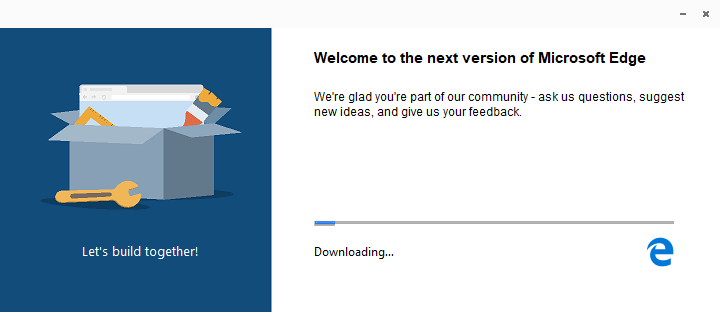 Welcome to the next version of Microsoft Edge
We're glad you're part of our community - ask us questions, suggest
new ideas, and give us your feedback.
Let's build together!
Downloading...